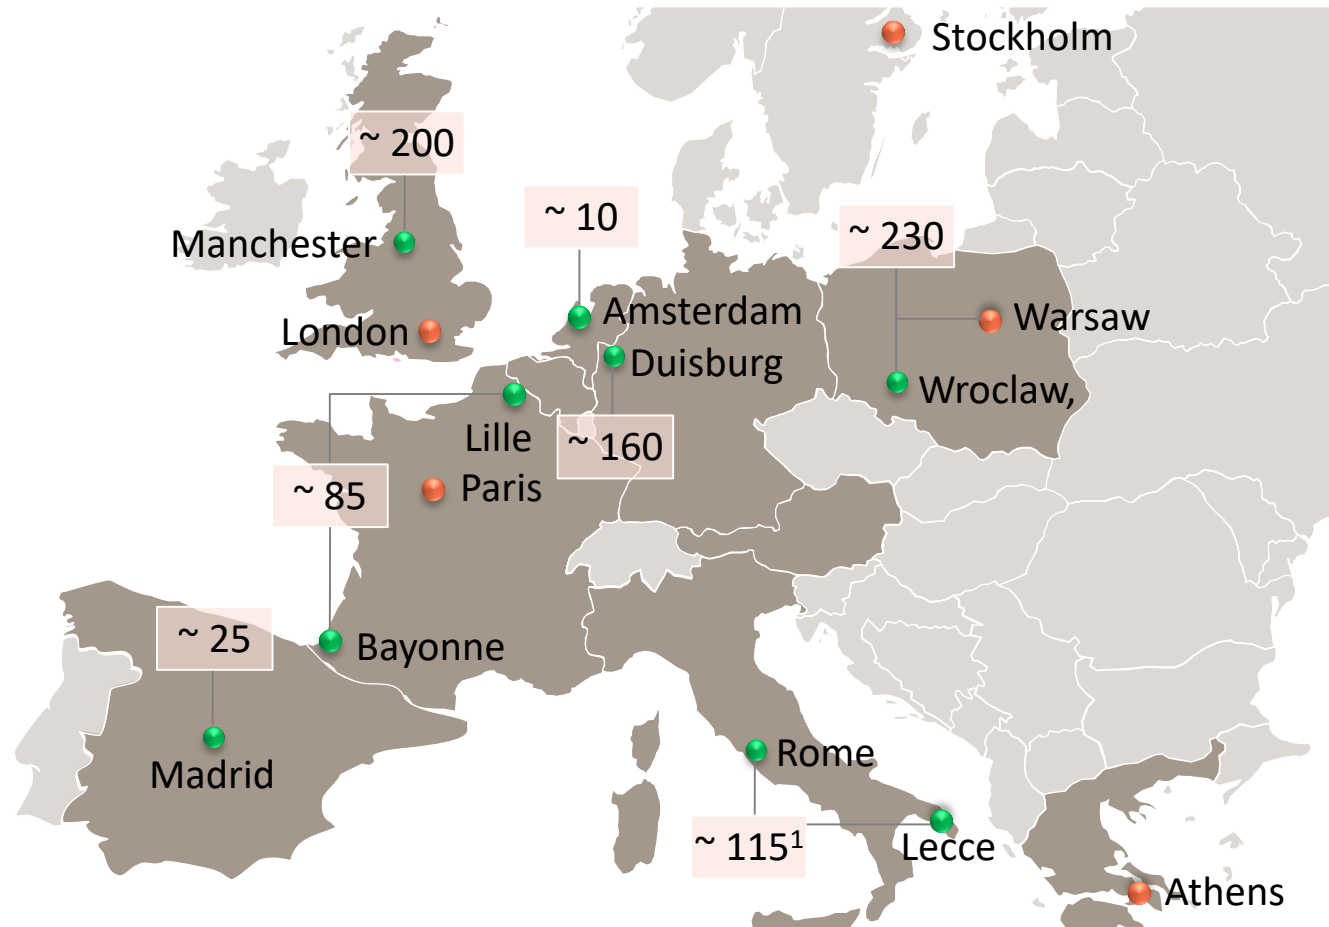 Stockholm
~ 200
~ 10
~ 230
Manchester
Amsterdam
Warsaw
London
Duisburg
Wroclaw,
Lille
~ 160
~ 85
Paris
~ 25
Bayonne
Rome
Madrid
~ 115¹
Lecce
Athens